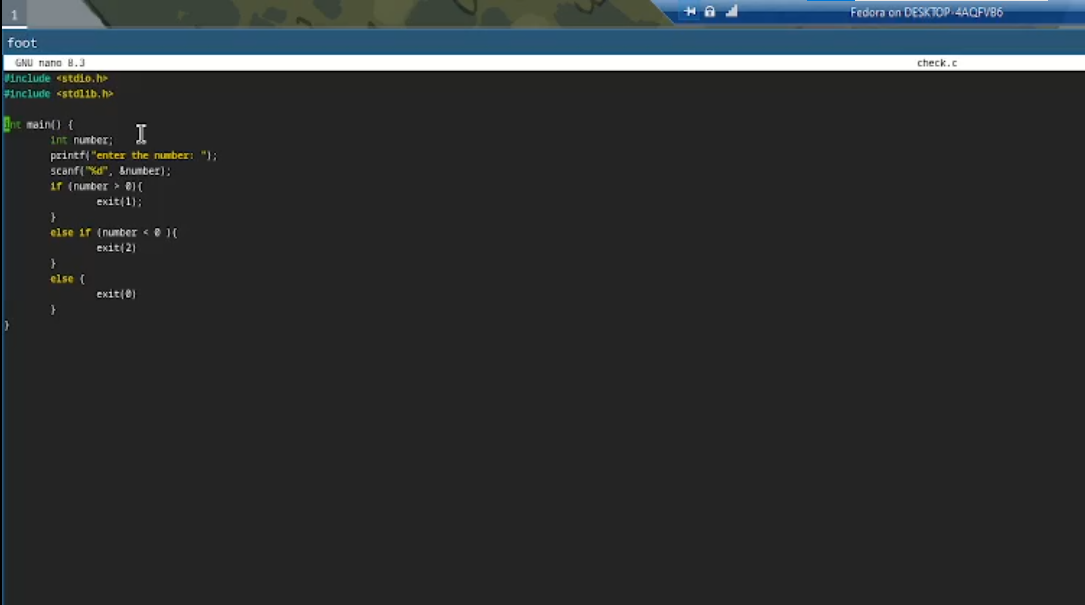 1
Fedora on DESKTOP-4AQFVB6
foot
GNU nano 8.3 check.c
#include <stdio.h>
#include <stdlib.h>
int main() {
int number;
printf("enter the number: ");
scanf("%d", &number);
if (number > 0){
exit(1);
}
else if (number < 0 ){
exit(2)
}
else {
exit(0)
}
}